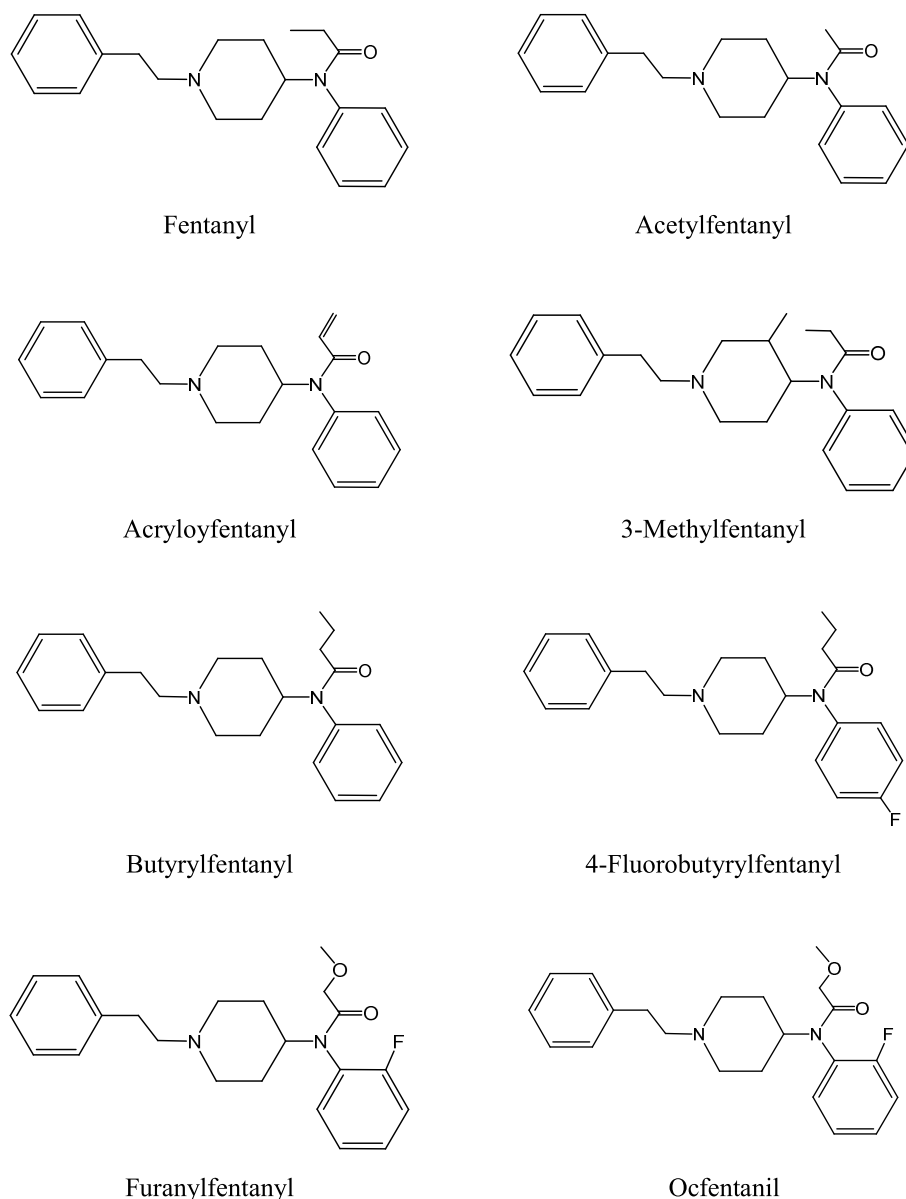 O
N
N
Fentanyl
O
N
N
Acetylfentanyl
O
N
N
Acryloyfentanyl
O
N
N
3-Methylfentanyl
O
N
N
Butyrylfentanyl
O
N
N
F
4-Fluorobutyrylfentanyl
O
O
N
N
F
Furanylfentanyl
O
O
N
N
F
Ocfentanil